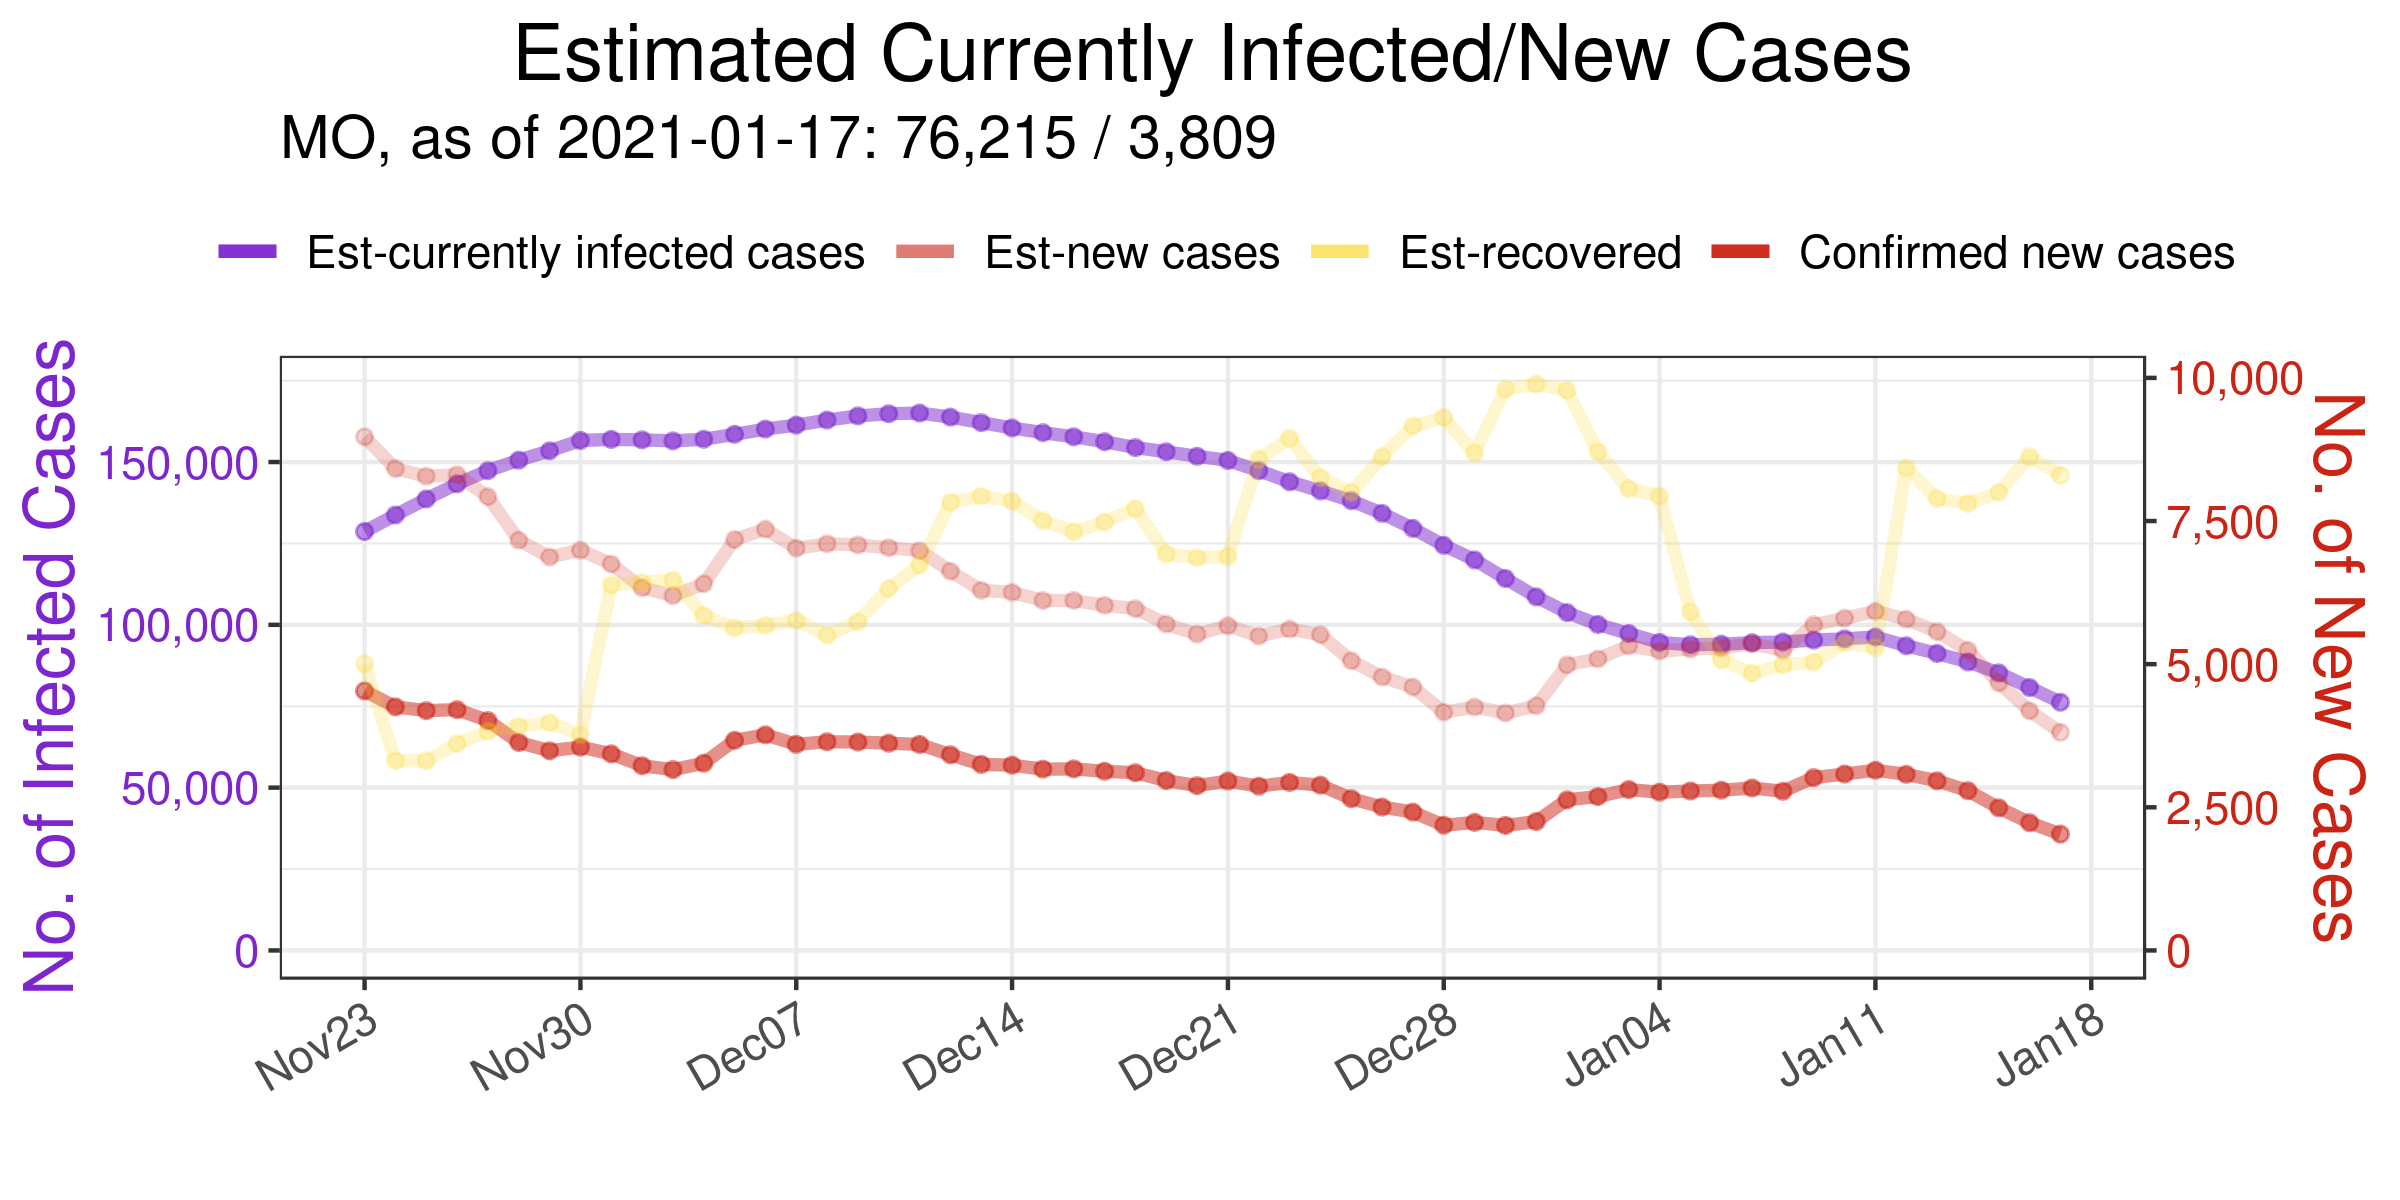 Estimated Currently Infected/New Cases
MO, as of 2021-01-17: 76,215 / 3,809
Est-currently infected cases Est-new cases Est-recovered Confirmed new cases
No. of Infected Cases
150,000
100,000
50,000
0
10,000
7,500
5,000
2,500
0
No. of New Cases
Nov23 Nov30 Dec07 Dec14 Dec21 Dec28 Jan04 Jan11 Jan18